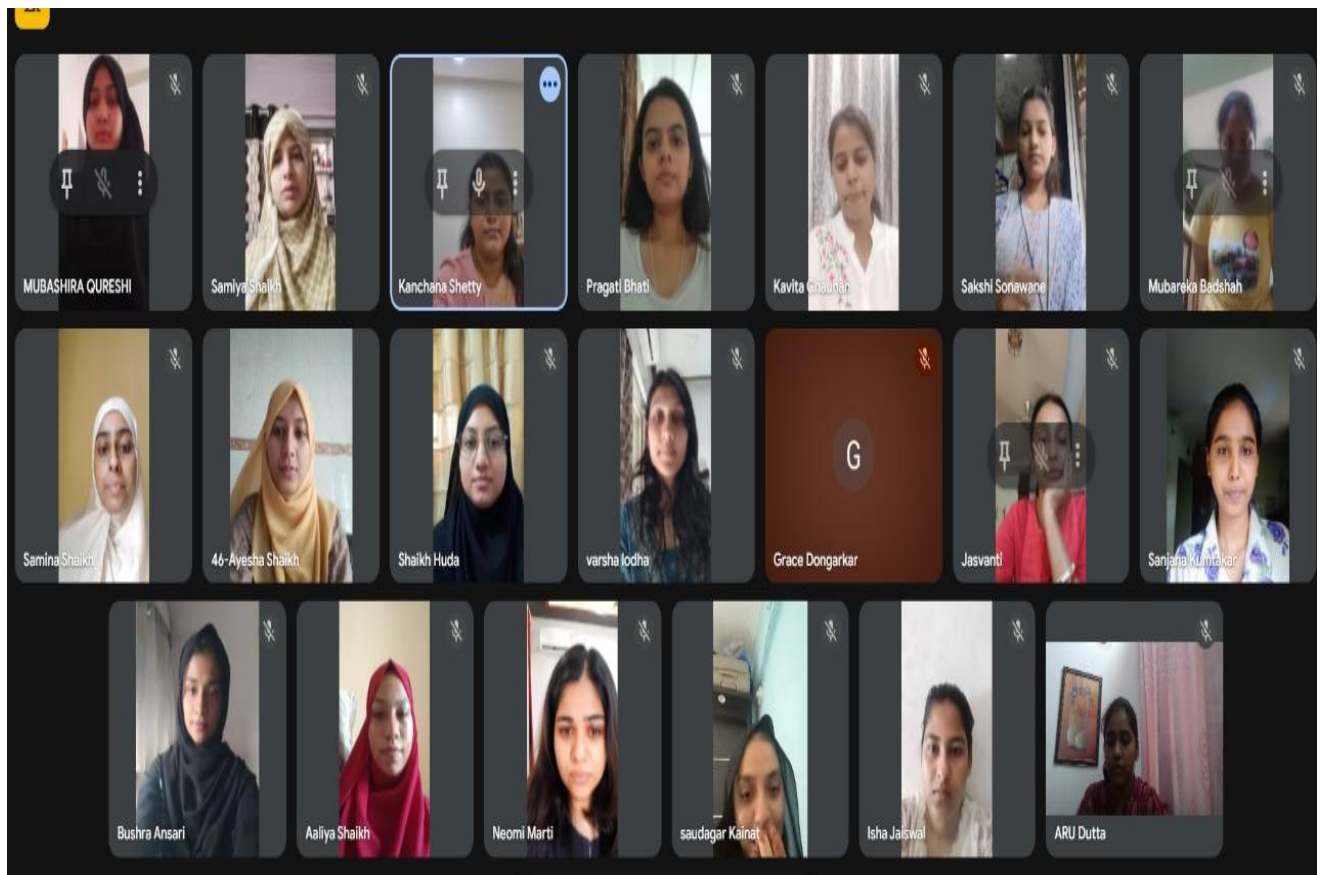 MUBASHIRA QURESHI
Samiya Shaikh
Kanchana Shetty
Pragati Bhati
Kavita Chauhan
Sakshi Sonawane
Mubareka Badshah
Samina Shaikh
46-Ayesha Shaikh
Shaikh Huda
varsha lodha
G
Grace Dongarkar
Jasvanti
Sanjana Kumtakar
Bushra Ansari
Aaliya Shaikh
Neomi Marti
saudagar Kainat
Isha Jaiswal
ARU Dutta